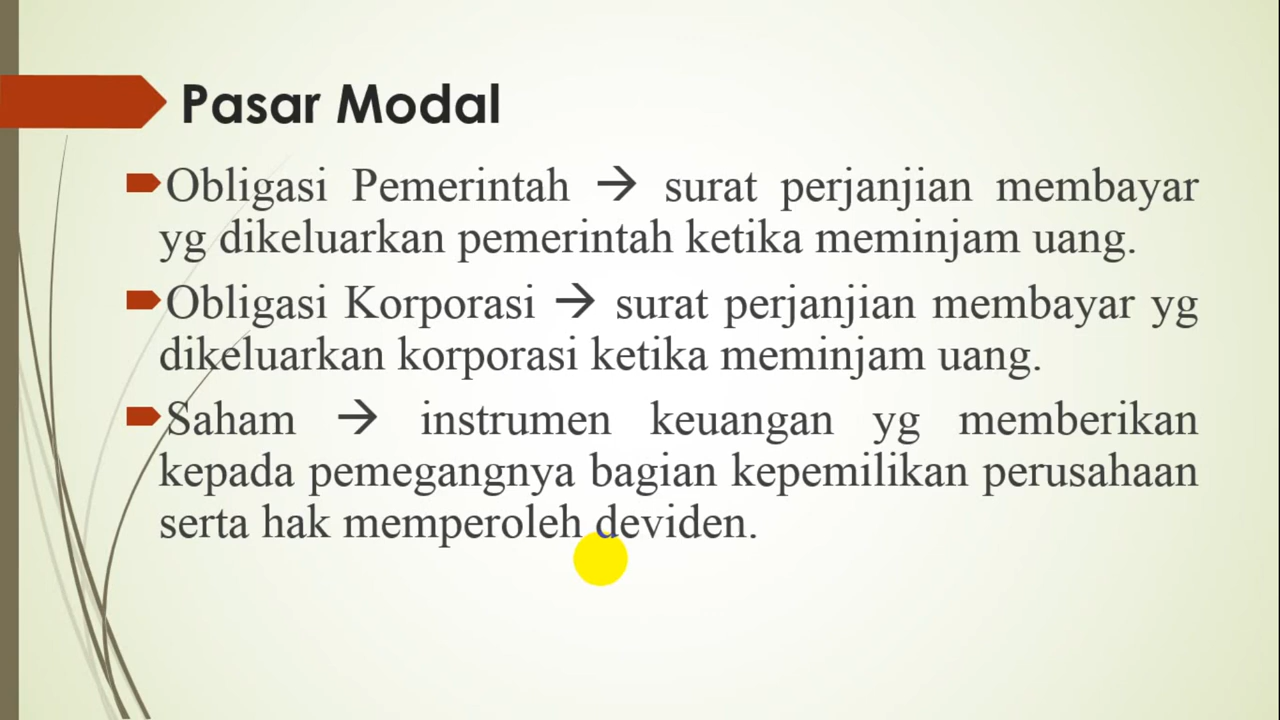 Pasar Modal
Obligasi Pemerintah → surat perjanjian membayar
yg dikeluarkan pemerintah ketika meminjam uang.
Obligasi Korporasi → surat perjanjian membayar yg
dikeluarkan korporasi ketika meminjam uang.
Saham → instrumen keuangan yg memberikan
kepada pemegangnya bagian kepemilikan perusahaan
serta hak memperoleh deviden.